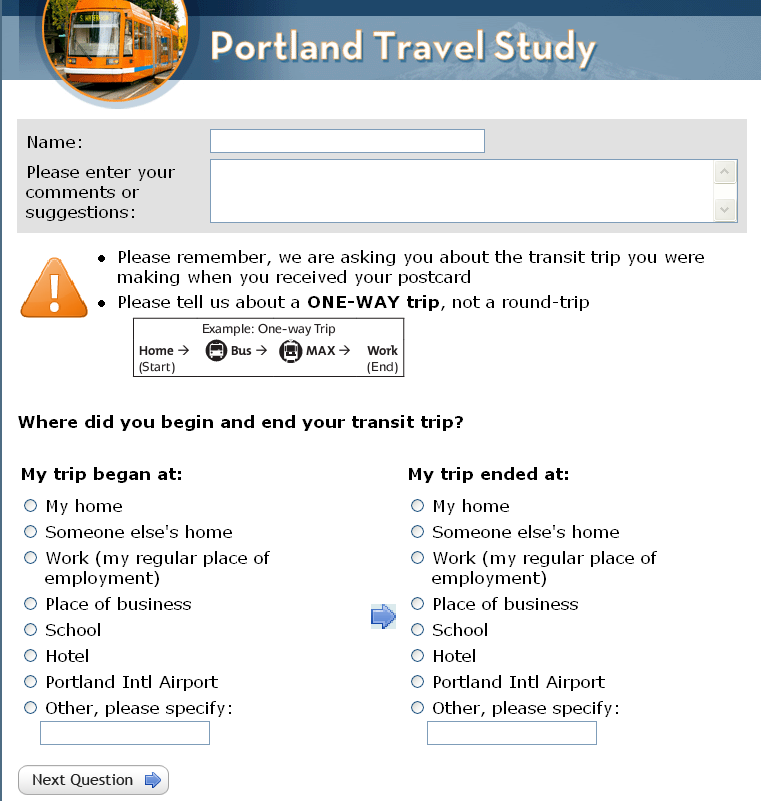 Portland Travel Study
Name:
Please enter your
comments or
suggestions:
• Please remember, we are asking you about the transit trip you were
making when you received your postcard
• Please tell us about a ONE-WAY trip, not a round-trip
Example: One-way Trip
Home → Bus → MAX → Work
(Start) (End)
Where did you begin and end your transit trip?
My trip began at:
My home
Someone else's home
Work (my regular place of
employment)
Place of business
School
Hotel
Portland Intl Airport
Other, please specify:
My trip ended at:
My home
Someone else's home
Work (my regular place of
employment)
Place of business
School
Hotel
Portland Intl Airport
Other, please specify:
Next Question